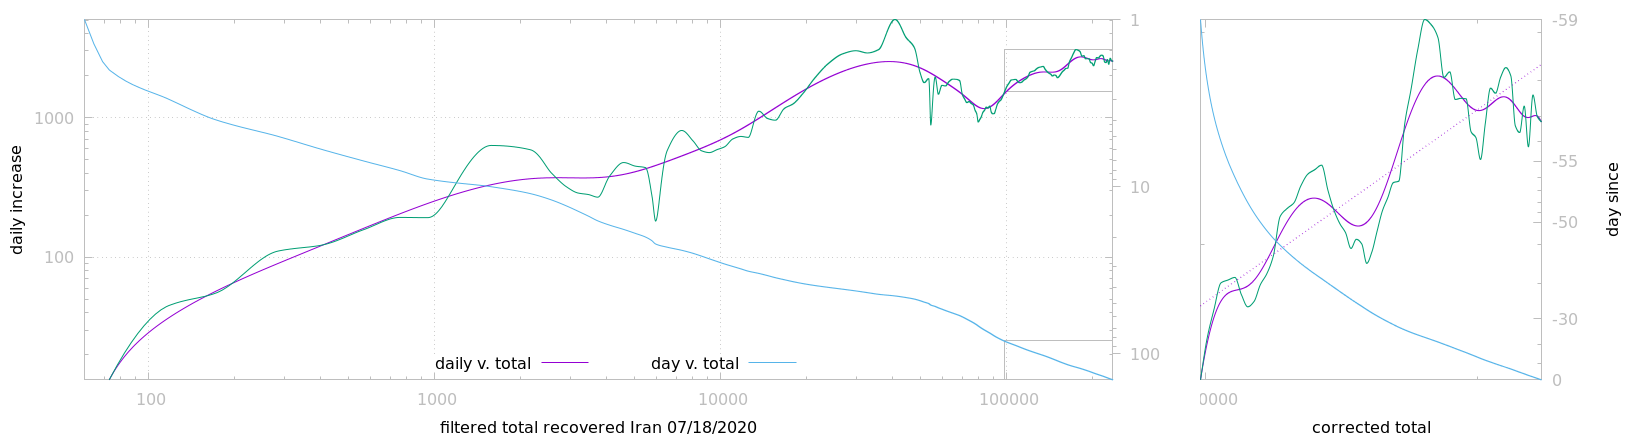 1
-59
1000
daily increase
-55
10
day since
-50
100
-30
daily v. total
day v. total
100
0
100
1000
10000
100000
0000
filtered total recovered Iran 07/18/2020
corrected total